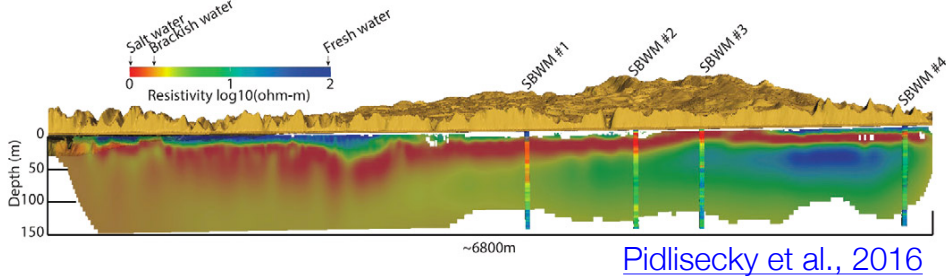 Salt water
Brackish water
Fresh water
0 1 2
Resistivity log10(ohm-m)
SBWM #1
SBWM #2
SBWM #3
SBWM #4
Depth (m)
0
50
100
150
~6800m
Pidlisecky et al., 2016